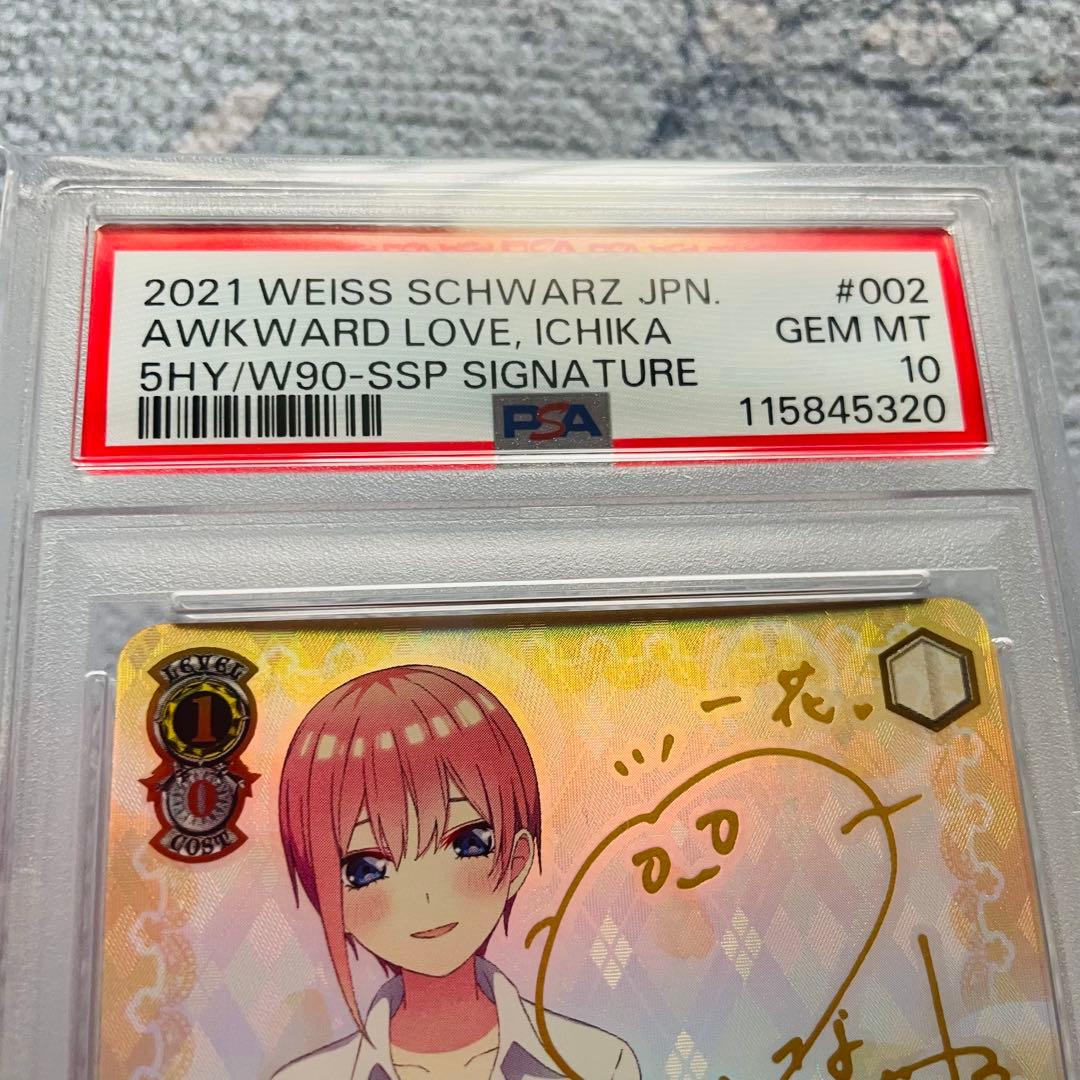 2021 WEISS SCHWARZ JPN. #002
AWKWARD LOVE, ICHIKA GEM MT
5HY/W90-SSP SIGNATURE 10
PSA 115845320
LEVEL
1
0
COST
一花。